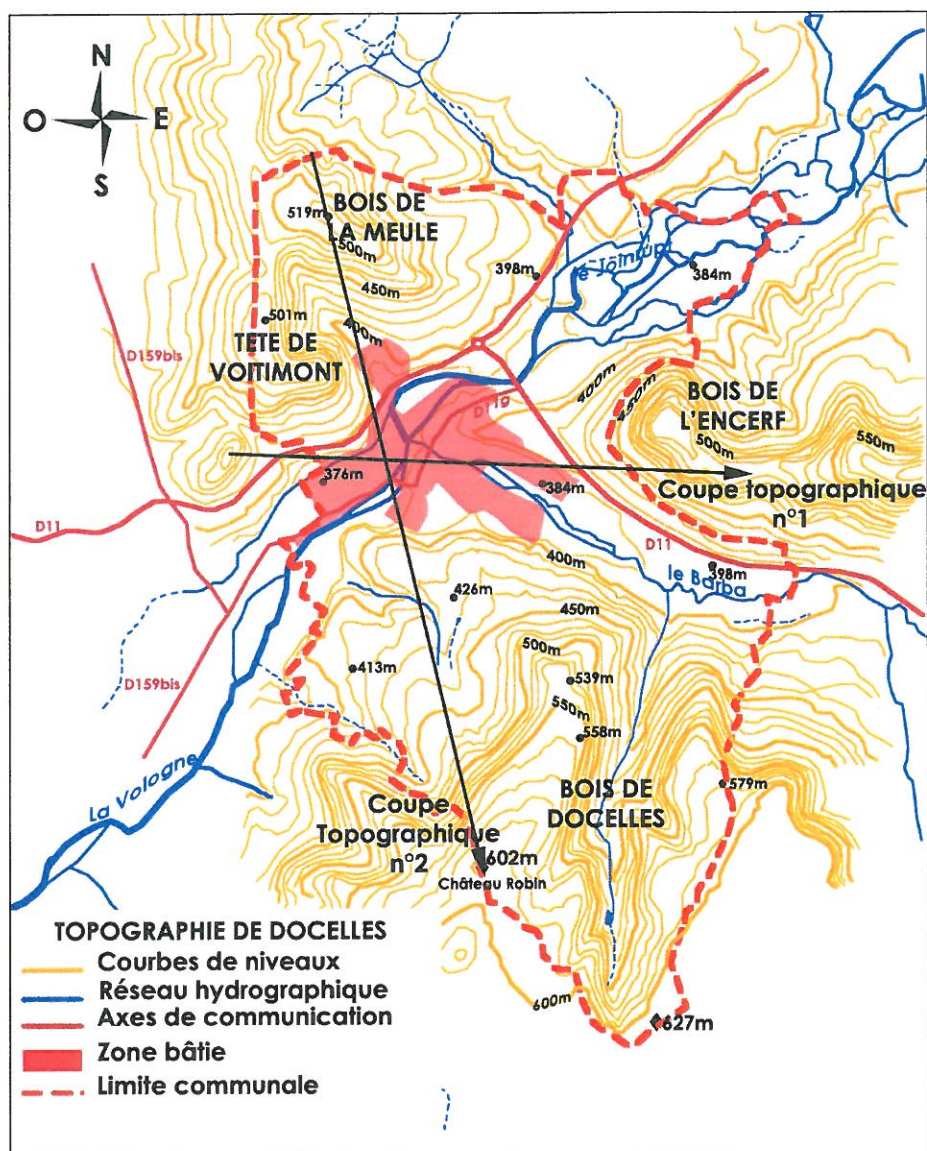 N
O
E
S
BOIS DE
LA MEULE
519m
500m
450m
398m
384m
501m
400m
TETE DE
VOITIMONT
D159bis
D11g
400m
450m
BOIS DE
L'ENCERF
500m
550m
376m
384m
Coupe topographique
n°1
D11
D11
400m
398m
le Barba
426m
450m
500m
413m
539m
D159bis
550m
558m
La Vologne
BOIS DE
DOCELLES
579m
Coupe
Topographique
n°2
602m
Château Robin
600m
627m
TOPOGRAPHIE DE DOCELLES
Courbes de niveaux
Réseau hydrographique
Axes de communication
Zone bâtie
Limite communale